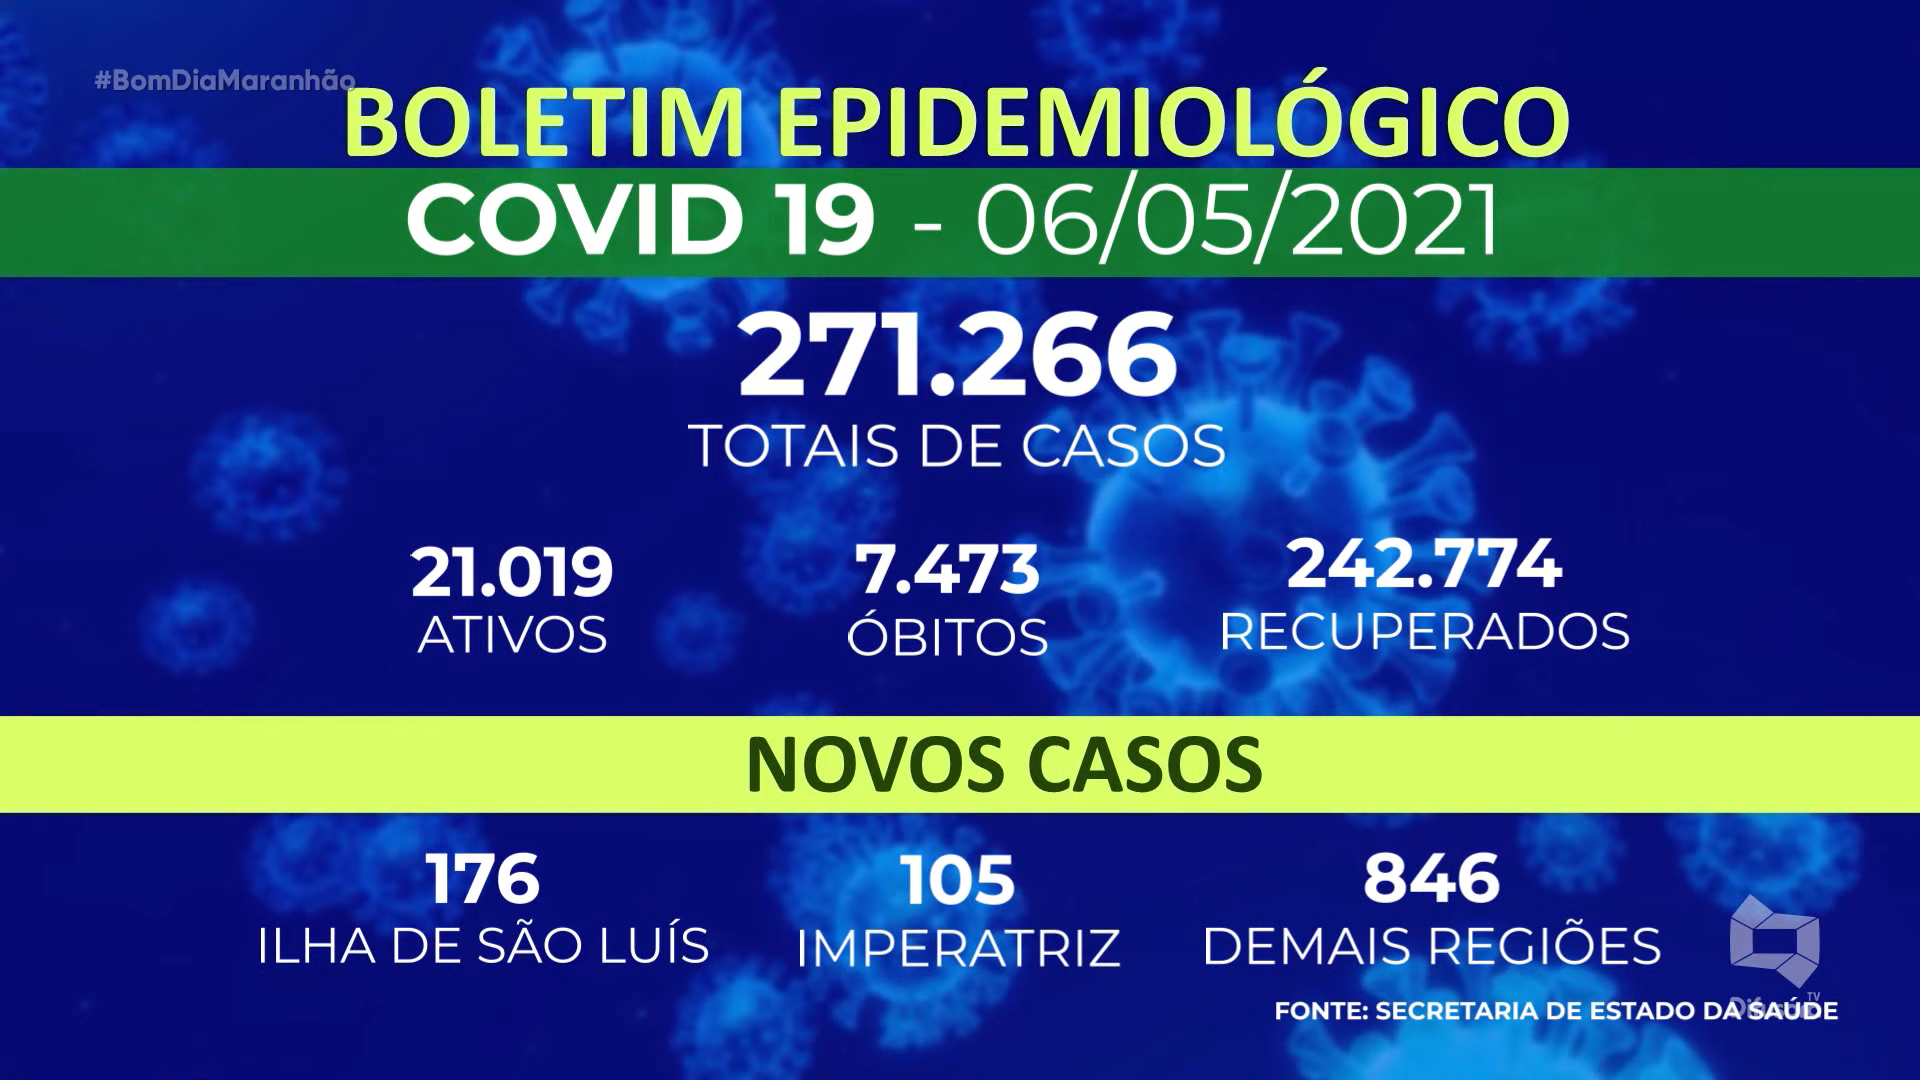 #BomDiaMaranhão
BOLETIM EPIDEMIOLÓGICO
COVID 19 - 06/05/2021
271.266
TOTAIS DE CASOS
21.019
ATIVOS
7.473
ÓBITOS
242.774
RECUPERADOS
NOVOS CASOS
176
ILHA DE SÃO LUÍS
105
IMPERATRIZ
846
DEMAIS REGIÕES
FONTE: SECRETARIA DE ESTADO DA SAÚDE
TV